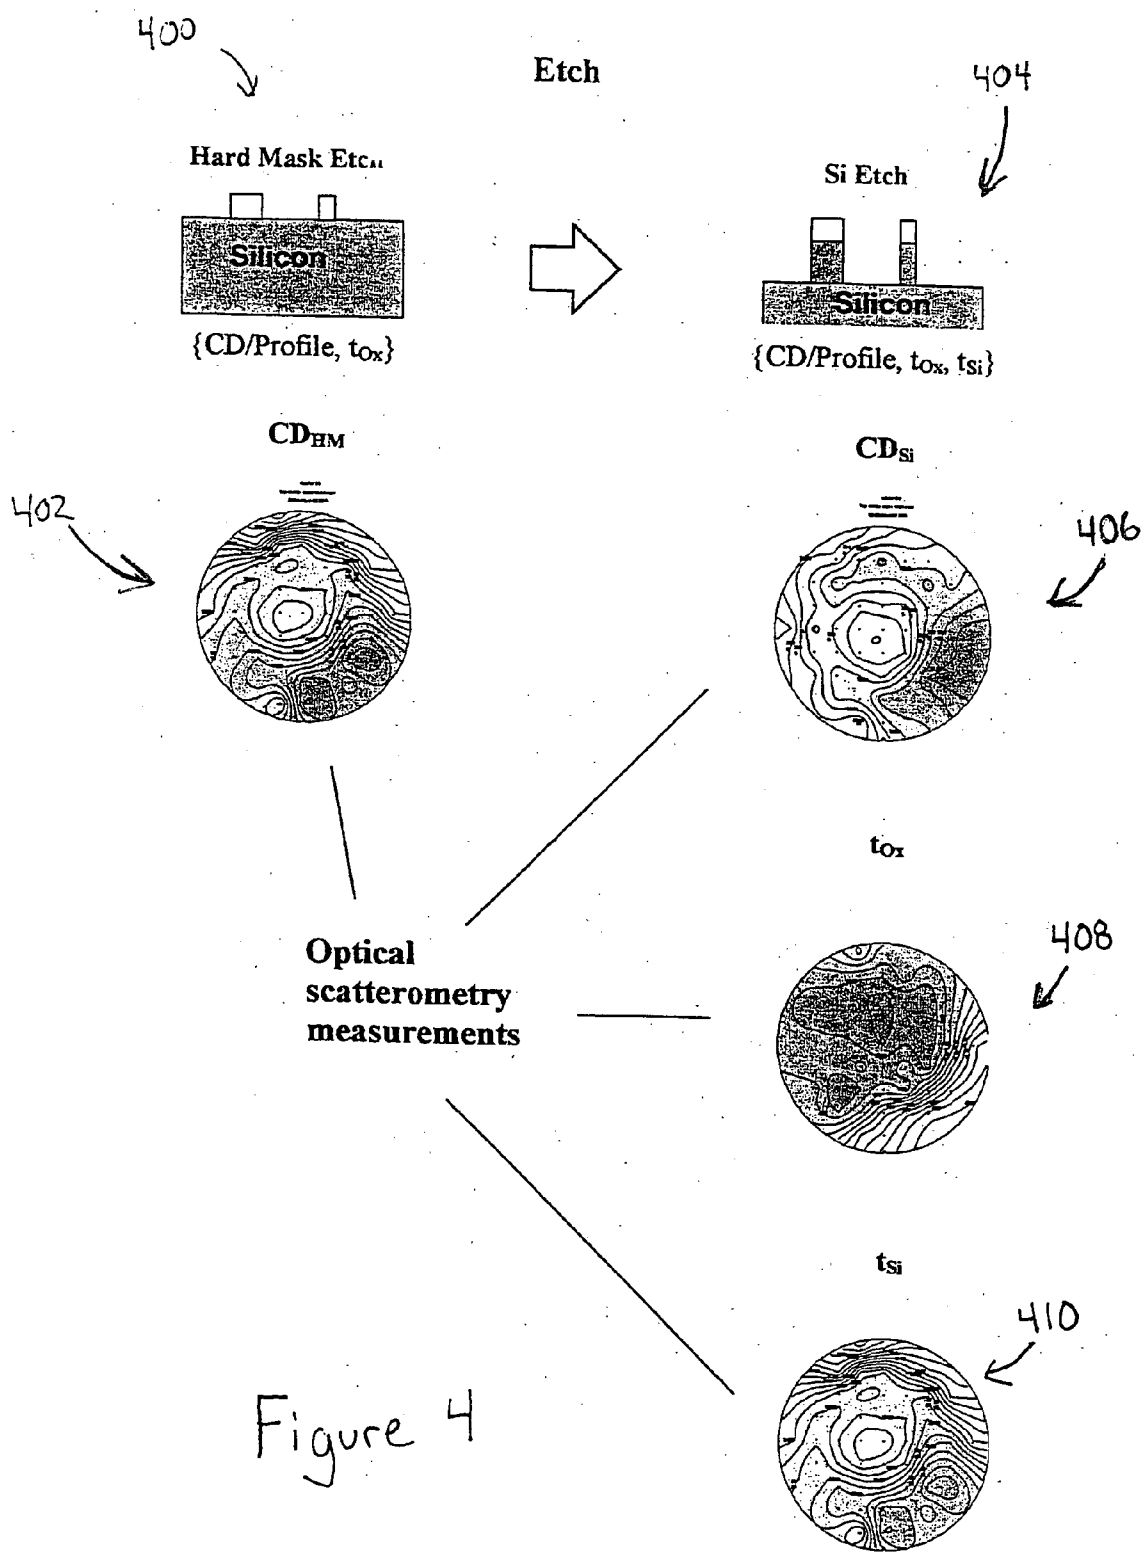 400
Etch
404
Hard Mask Etch
Si Etch
Silicon
Silicon
{CD/Profile, tOx}
{CD/Profile, tOx, tSi}
CDHM
CDSi
402
406
tOx
408
Optical
scatterometry
measurements
tSi
410
Figure 4